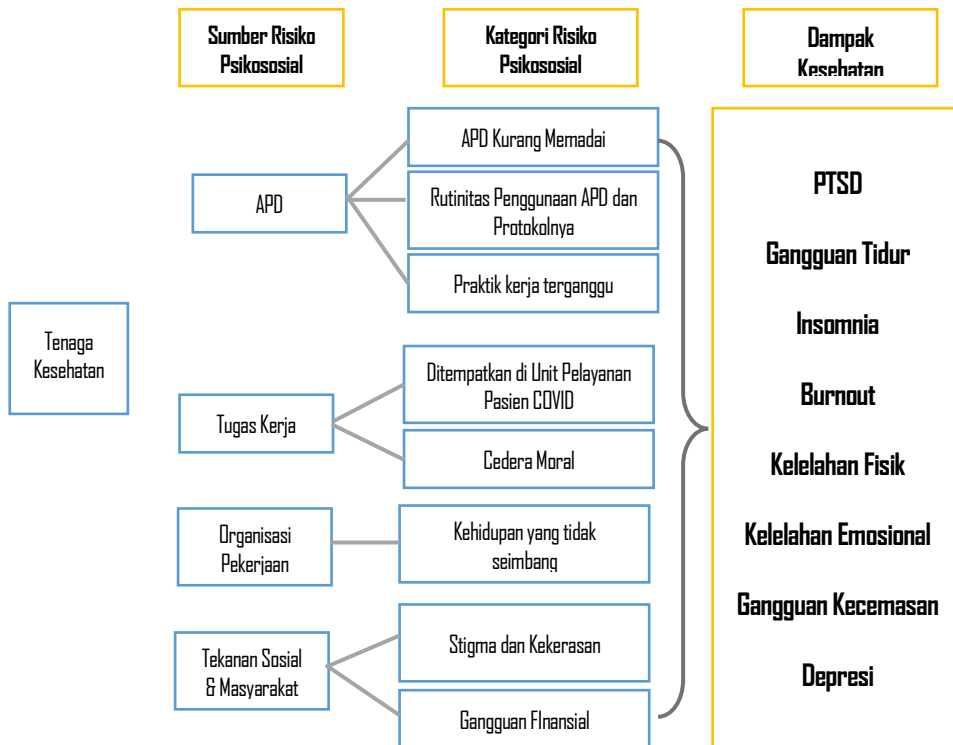 Sumber Risiko
Psikososial
Kategori Risiko
Psikososial
Dampak
Kesehatan
Tenaga
Kesehatan
APD
APD Kurang Memadai
Rutinitas Penggunaan APD dan
Protokolnya
Praktik kerja terganggu
Tugas Kerja
Ditempatkan di Unit Pelayanan
Pasien COVID
Cedera Moral
Organisasi
Pekerjaan
Kehidupan yang tidak
seimbang
Tekanan Sosial
& Masyarakat
Stigma dan Kekerasan
Gangguan FInansial
PTSD
Gangguan Tidur
Insomnia
Burnout
Kelelahan Fisik
Kelelahan Emosional
Gangguan Kecemasan
Depresi